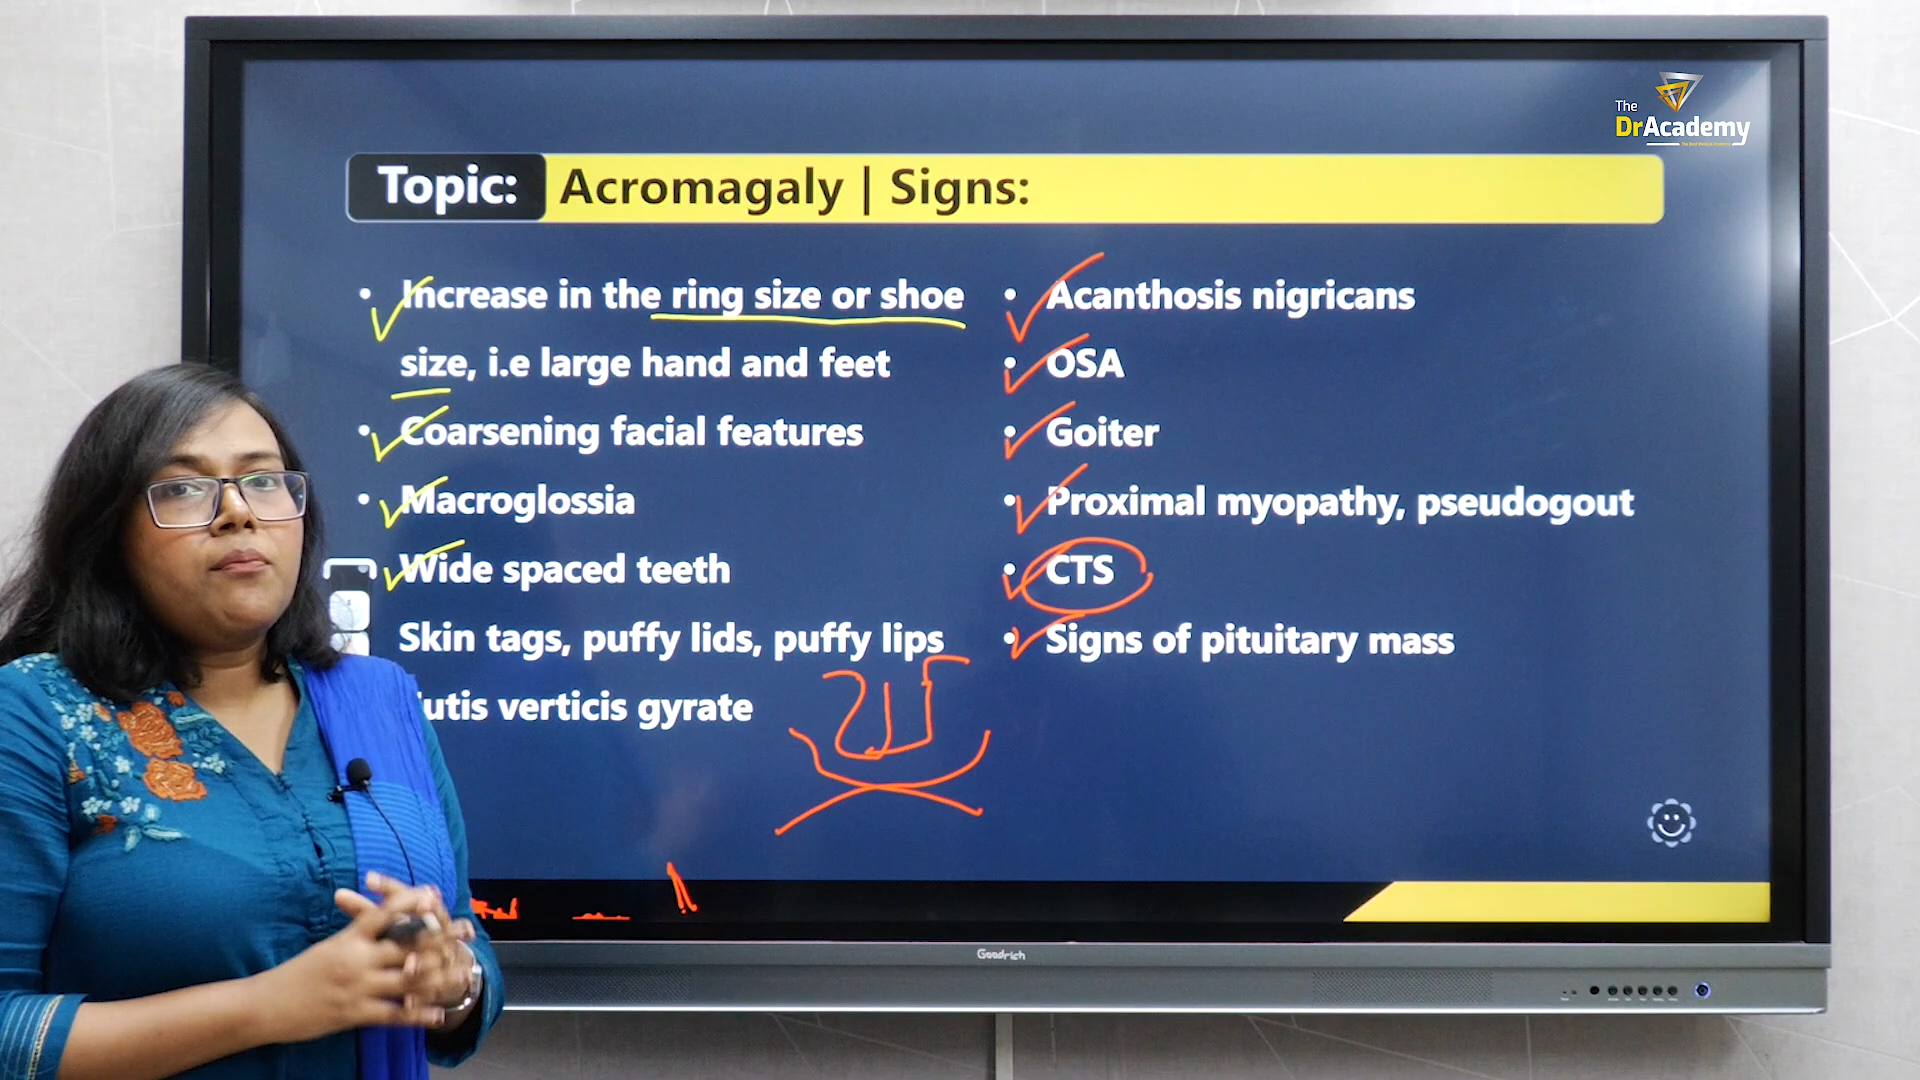 The
DrAcademy
Topic: Acromagaly | Signs:
• Increase in the ring size or shoe
size, i.e large hand and feet
• Coarsening facial features
• Macroglossia
Wide spaced teeth
Skin tags, puffy lids, puffy lips
utis verticis gyrate
• Acanthosis nigricans
• OSA
• Goiter
• Proximal myopathy, pseudogout
• CTS
• Signs of pituitary mass
Goodrich